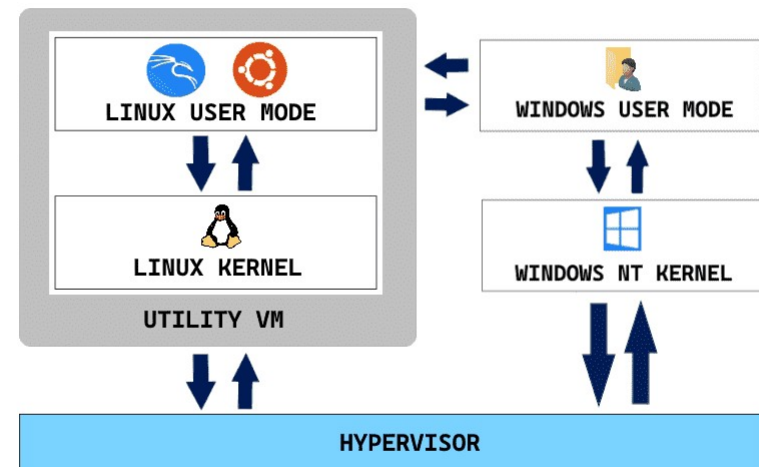 LINUX USER MODE
WINDOWS USER MODE
LINUX KERNEL
WINDOWS NT KERNEL
UTILITY VM
HYPERVISOR